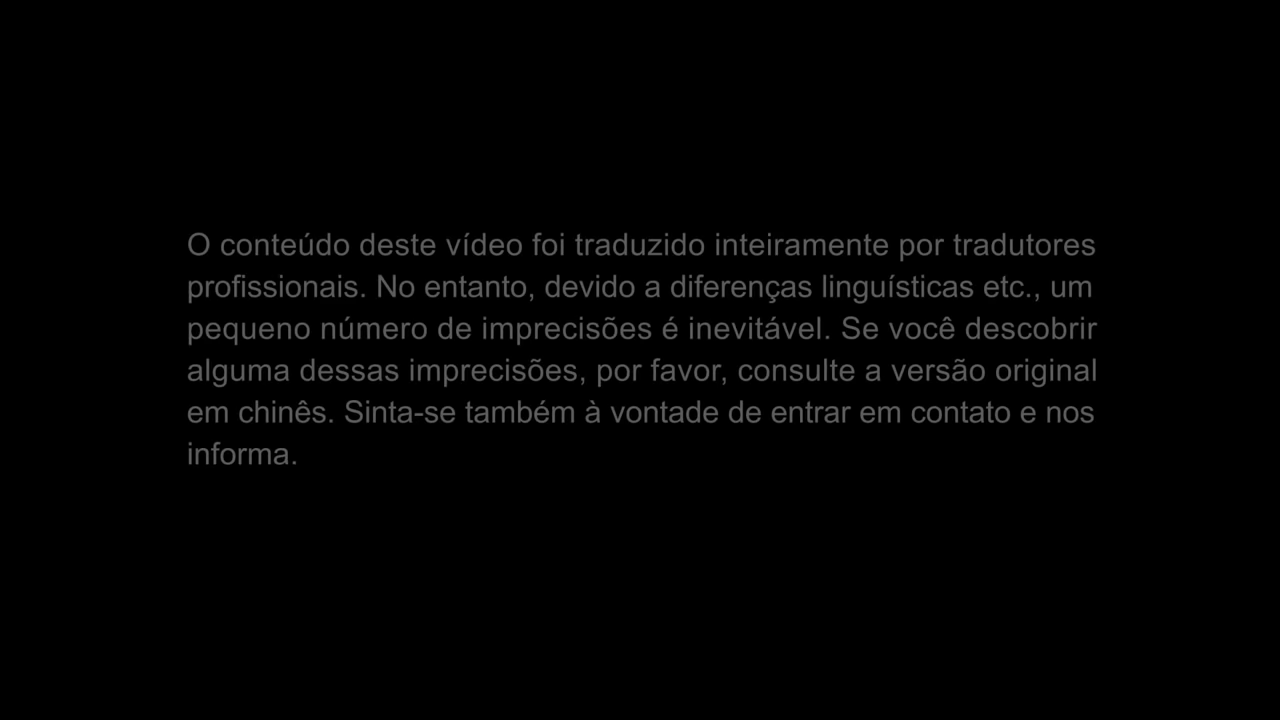 O conteúdo deste vídeo foi traduzido inteiramente por tradutores
profissionais. No entanto, devido a diferenças linguísticas etc., um
pequeno número de imprecisões é inevitável. Se você descobrir
alguma dessas imprecisões, por favor, consulte a versão original
em chinês. Sinta-se também à vontade de entrar em contato e nos
informa.